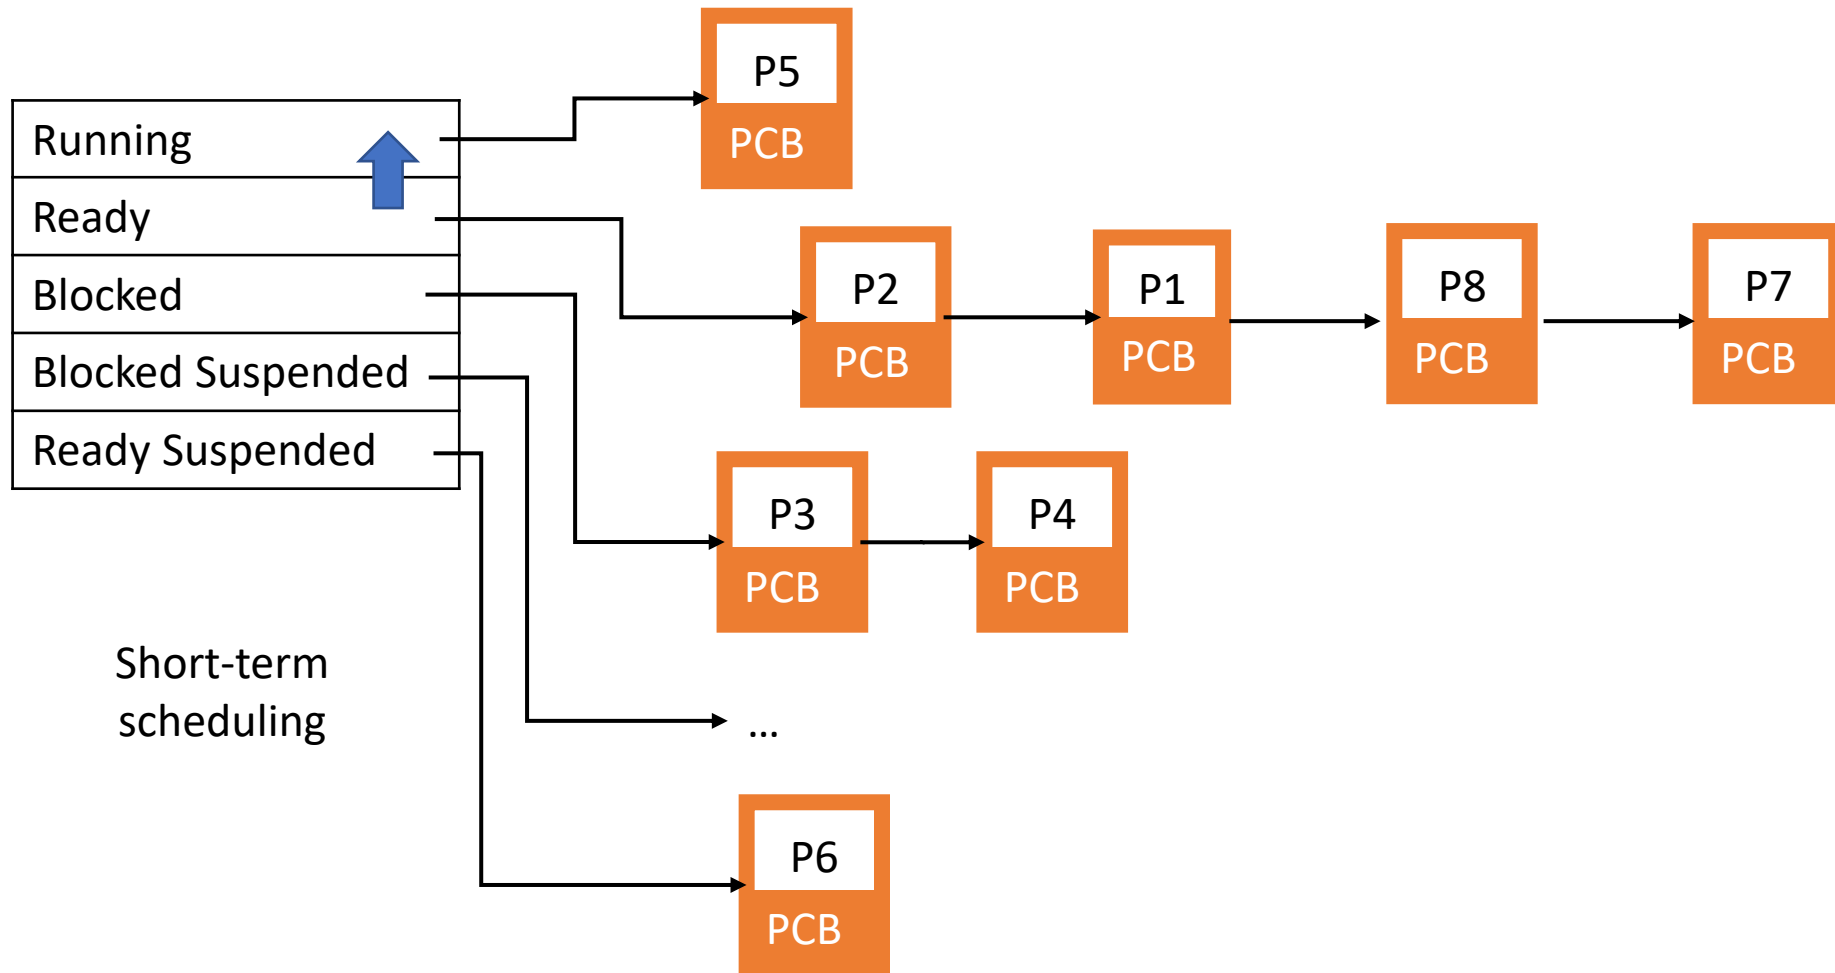 P5
PCB
Running
Ready
Blocked
Blocked Suspended
Ready Suspended
P2
PCB
P1
PCB
P8
PCB
P7
PCB
P3
PCB
P4
PCB
Short-term
scheduling
...
P6
PCB